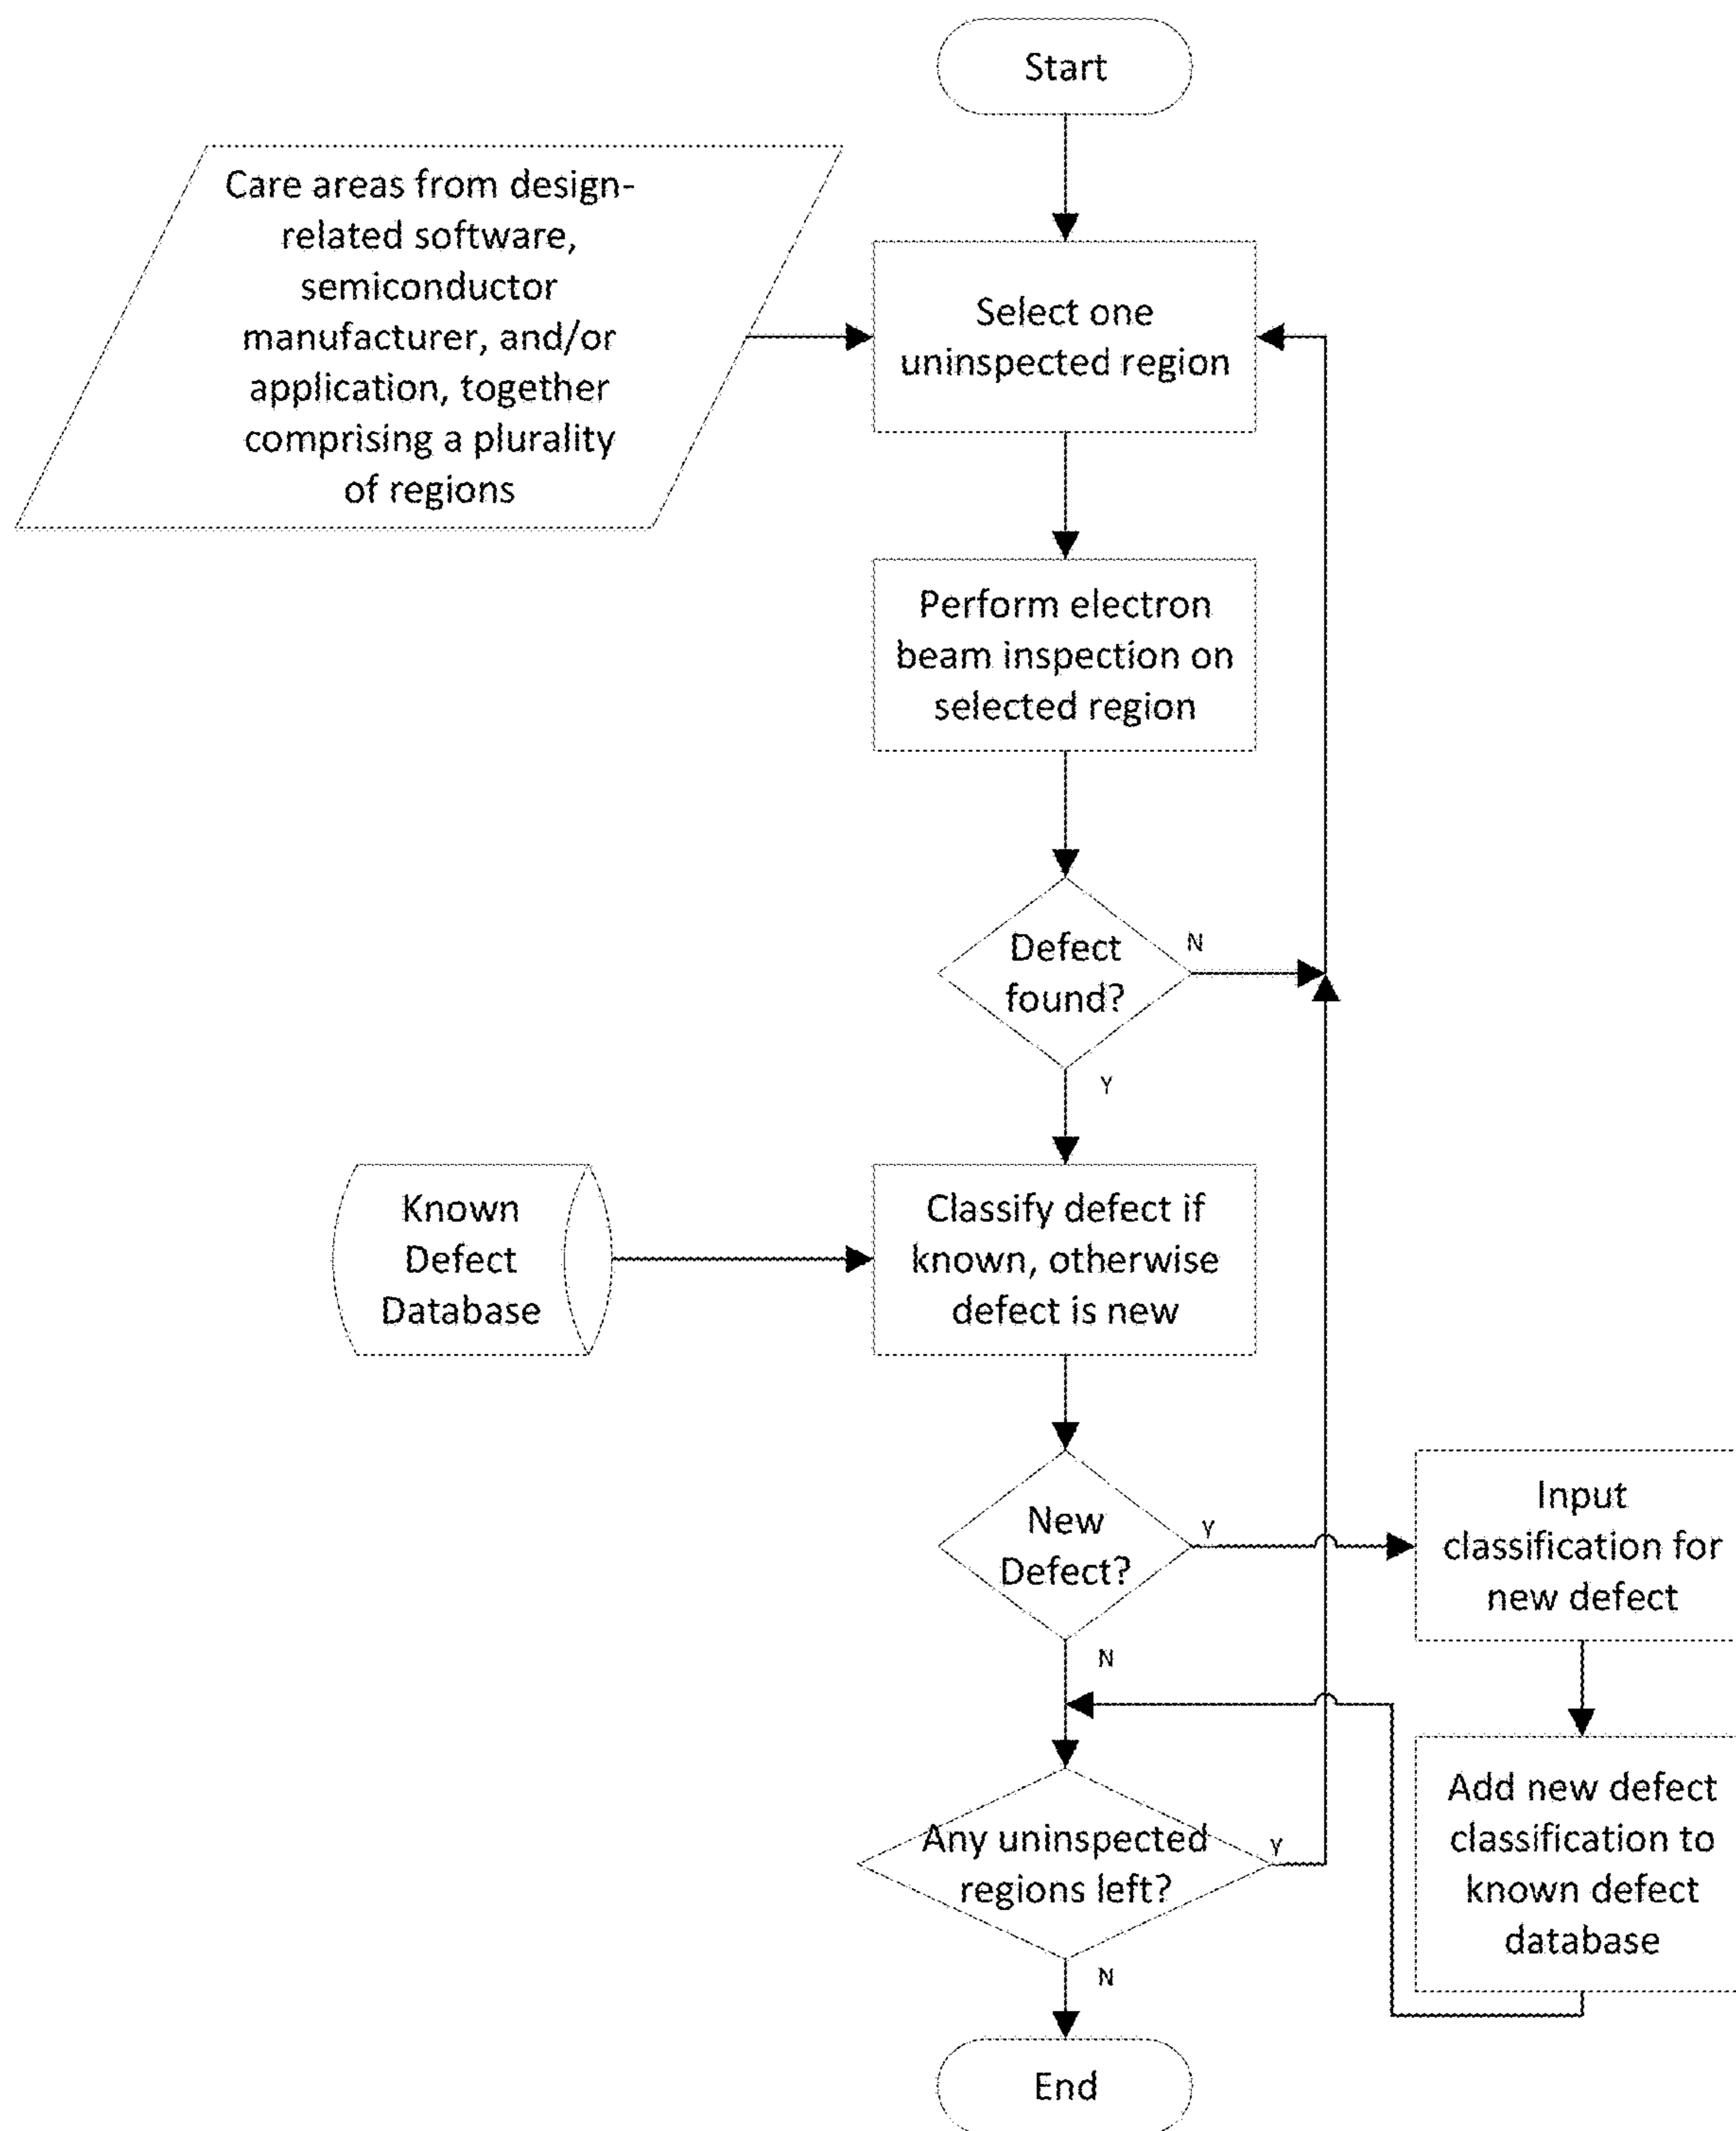 Start
Care areas from design-
related software,
semiconductor
manufacturer, and/or
application, together
comprising a plurality
of regions
Select one
uninspected region
Perform electron
beam inspection on
selected region
Defect
found?
N
Y
Known
Defect
Database
Classify defect if
known, otherwise
defect is new
New
Defect?
Y
N
Input
classification for
new defect
Add new defect
classification to
known defect
database
Any uninspected
regions left?
Y
N
End